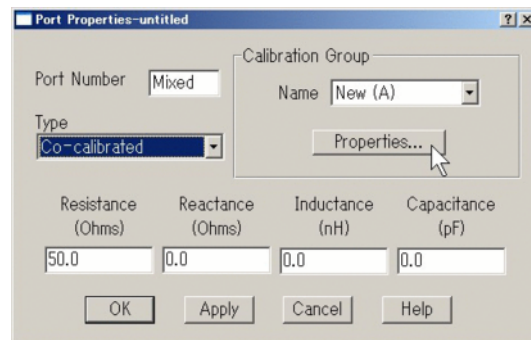 Port Properties-untitled
Calibration Group
Port Number Mixed
Name New (A)
Type
Co-calibrated
Properties...
Resistance Reactance Inductance Capacitance
(Ohms) (Ohms) (nH) (pF)
50.0 0.0 0.0 0.0
OK Apply Cancel Help